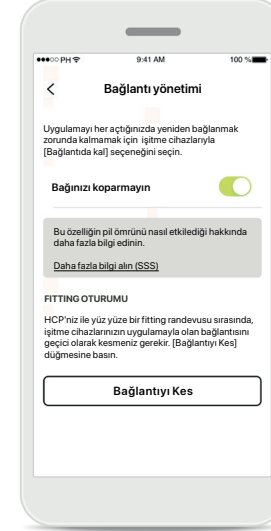 PH 9:41 AM 100 %
Bağlantı yönetimi
Uygulamayı her açtığınızda yeniden bağlanmak
zorunda kalmamak için işitme cihazlarıyla
[Bağlantıda kal] seçeneğini seçin.
Bağınızı koparmayın
Bu özelliğin pil ömrünü nasıl etkilediği hakkında
daha fazla bilgi edinin.
Daha fazla bilgi alın (SSS)
FITTING OTURUMU
HCP'niz ile yüz yüze bir fitting randevusu sırasında,
işitme cihazlarınızın uygulamayla olan bağlantısını
geçici olarak kesmeniz gerekir. [Bağlantıyı Kes]
düğmesine basın.
Bağlantıyı Kes